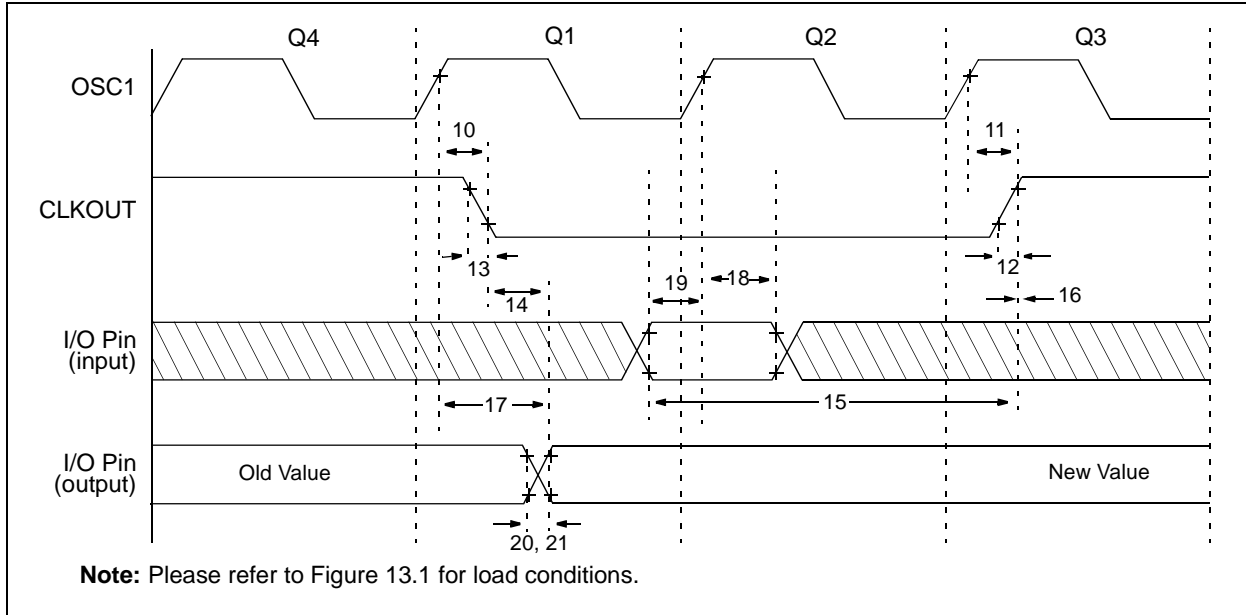 Q4 Q1 Q2 Q3
OSC1
10 11
CLKOUT
13 12
14 19 18 16
I/O Pin
(input)
17 15
I/O Pin
(output)
Old Value New Value
20, 21
Note: Please refer to Figure 13.1 for load conditions.